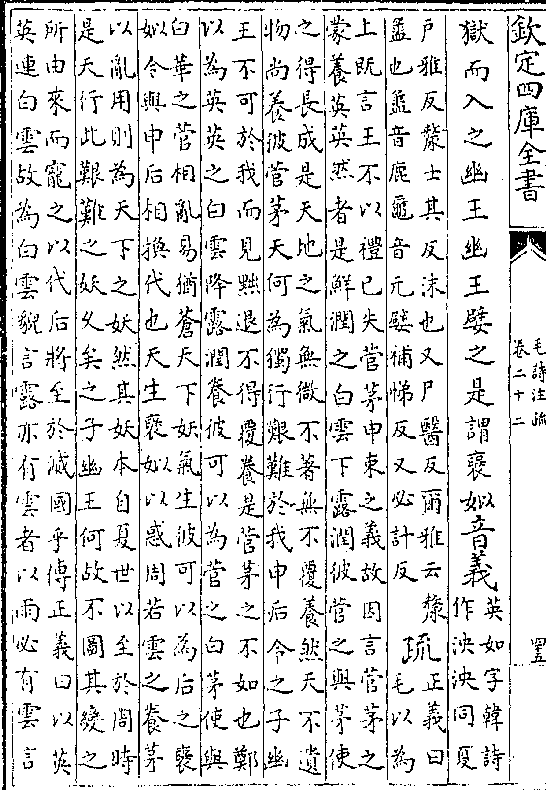 欽定四庫全書
毛詩注疏
卷二十二
獄而入之幽王幽王嬖之是謂褒姒音義
英如字韓詩
作泱泱同夏
戶雅反漦士其反沫也又尸醫反爾雅云漦
盝也盝音鹿黿音元嬖補悌反又必計反
疏
正義曰
毛以為
上既言王不以禮已失菅茅申束之義故因言菅茅之
蒙養英英然者是鮮潤之白雲下露潤彼菅之與茅使
之得長成是天地之氣無微不著無不覆養然天不遺
物尚養彼菅茅天何為獨行艱難於我申后令之子幽
王不可於我而見黜退不得覆養是菅茅之不如也鄭
以為英英之白雲降露潤養彼可以為菅之白茅使與
白華之菅相亂易猶蒼天下妖氣生彼可以為后之褒
姒令與申后相換代也天生褒姒以惑周若雲之養茅
以亂用則為天下之妖然其妖本自夏世以至於周時
是天行此艱難之妖久矣之子幽王何故不圖其變之
所由來而寵之以代后將至於滅國乎傳正義曰以英
英連白雲故為白雲貌言露亦有雲者以雨必有雲言